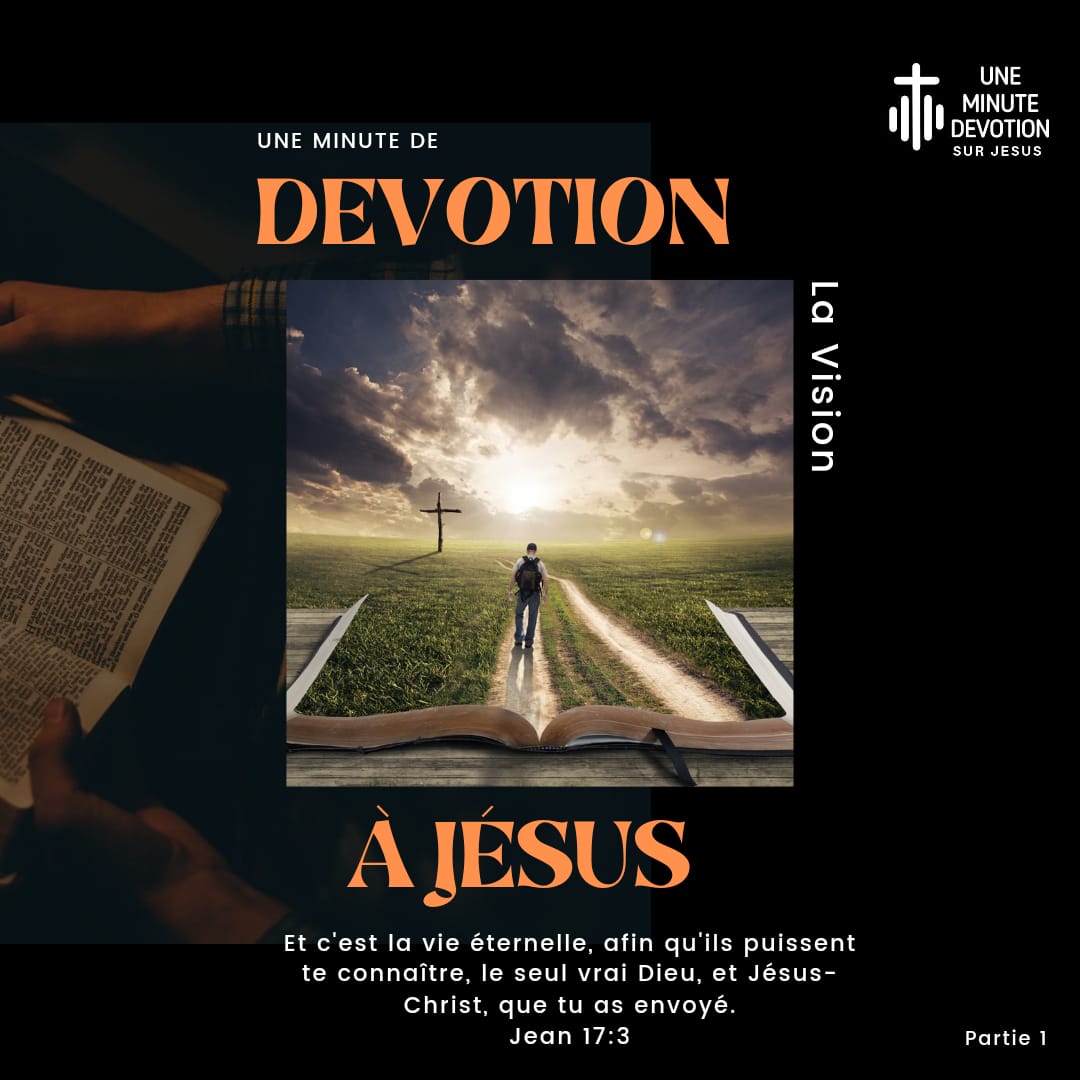 UNE
MINUTE
DEVOTION
SUR JESUS
UNE MINUTE DE
DEVOTION
La Vision
À JÉSUS
Et c'est la vie éternelle, afin qu'ils puissent
te connaître, le seul vrai Dieu, et Jésus-
Christ, que tu as envoyé.
Jean 17:3
Partie 1